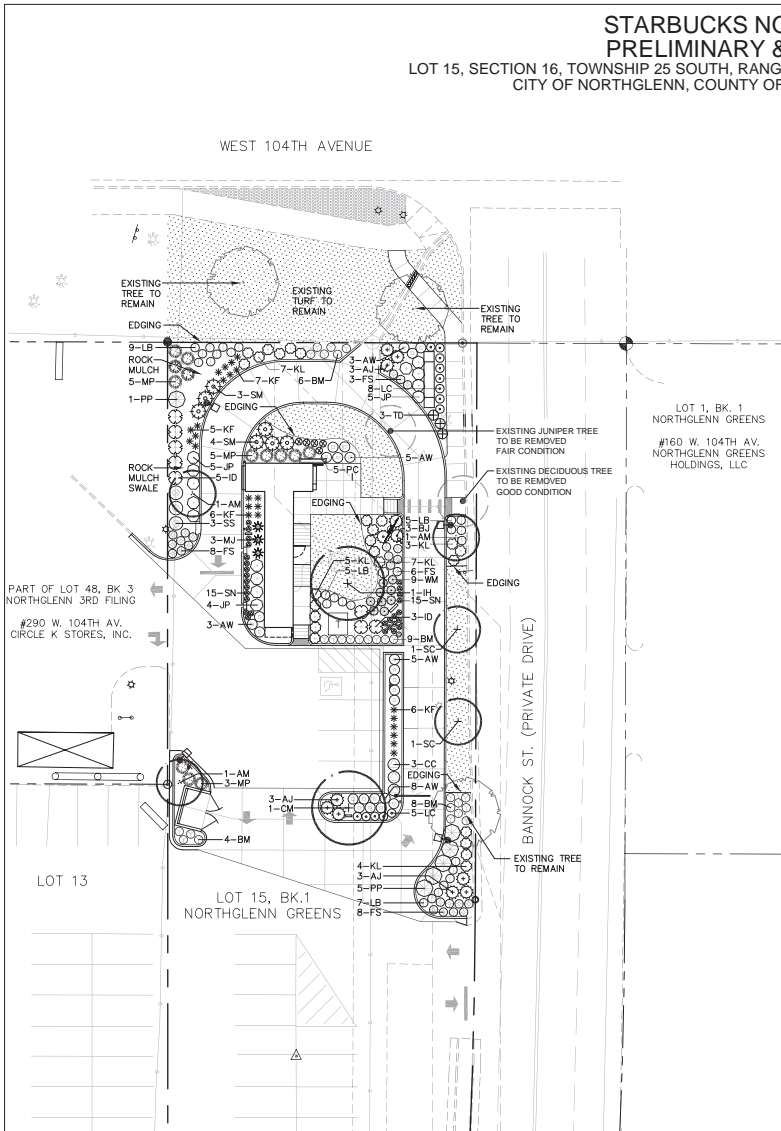 STARBUCKS NO
PRELIMINARY &
LOT 15, SECTION 16, TOWNSHIP 25 SOUTH, RANG
CITY OF NORTHGLENN, COUNTY OF
WEST 104TH AVENUE
EXISTING
TREE TO
REMAIN
EXISTING
TURF TO
REMAIN
EXISTING
TREE TO
REMAIN
EDGING
9-LB
ROCK
MULCH
5-MP
1-PP
7-KL
7-KF
6-BM
3-SM
EDGING
3-AW
3-AJ
3-FS
8-LC
5-JP
3-TD
LOT 1, BK. 1
NORTHGLENN GREENS
#160 W. 104TH AV.
NORTHGLENN GREENS
HOLDINGS, LLC
EXISTING JUNIPER TREE
TO BE REMOVED
FAIR CONDITION
EXISTING DECIDUOUS TREE
TO BE REMOVED
GOOD CONDITION
5-KF
4-SM
5-MP
5-JP
5-ID
ROCK
MULCH
SWALE
5-PC
5-AW
1-AM
6-KF
3-SS
3-MJ
8-FS
EDGING
5-LB
3-BJ
1-AM
3-KL
5-KL
5-LB
7-KL
6-FS
9-WM
1-IH
15-SN
3-ID
9-BM
EDGING
15-SN
4-JP
3-AW
PART OF LOT 48, BK 3
NORTHGLENN 3RD FILING
#290 W. 104TH AV.
CIRCLE K STORES, INC.
1-SC
5-AW
6-KF
1-SC
3-CC
EDGING
8-AW
8-BM
5-LC
BANNOCK ST. (PRIVATE DRIVE)
1-AM
3-MP
3-AJ
1-CM
4-BM
EXISTING TREE
TO REMAIN
4-KL
3-AJ
5-PP
7-LB
8-FS
LOT 13
LOT 15, BK.1
NORTHGLENN GREENS